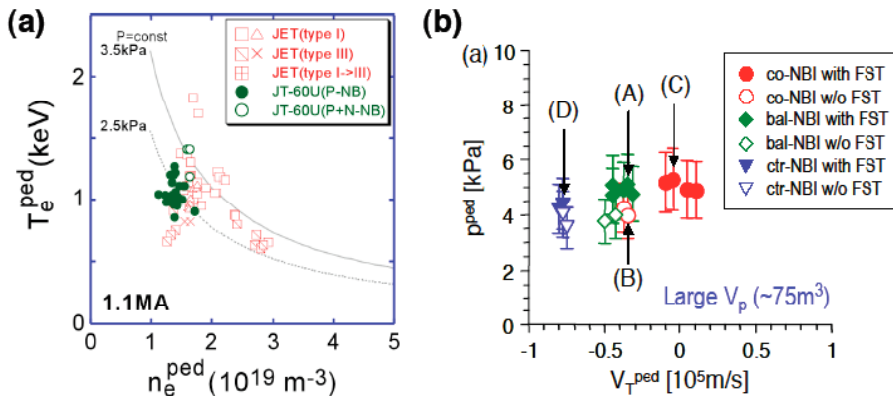 (a)
P=const
3.5kPa
2.5kPa
JET(type I)
JET(type III)
JET(type I->III)
JT-60U(P-NB)
JT-60U(P+N-NB)
2
1
0
T_e^ped(keV)
1.1MA
0 1 2 3 4 5
n_e^ped(10^19 m-3)
(b)
(a)
10
8
6
4
2
0
p^ped [kPa]
(D) (A) (C)
(B)
Large V_p (~75m^3)
-1 -0.5 0 0.5 1
V_T^ped [10^5m/s]
co-NBI with FST
co-NBI w/o FST
bal-NBI with FST
bal-NBI w/o FST
ctr-NBI with FST
ctr-NBI w/o FST